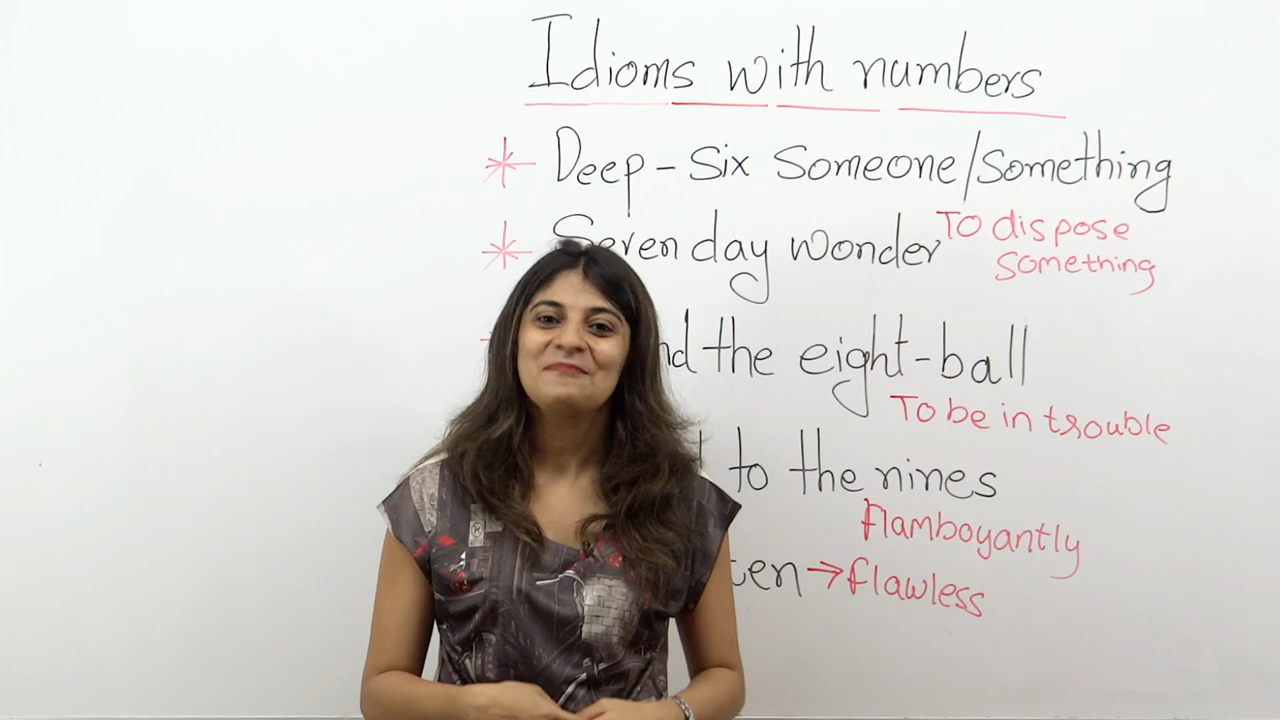 Idioms with numbers
* Deep-Six Someone/Something
To dispose
Something
* Seven day wonder
the eight-ball
To be in trouble
to the nines
flamboyantly
ten → flawless